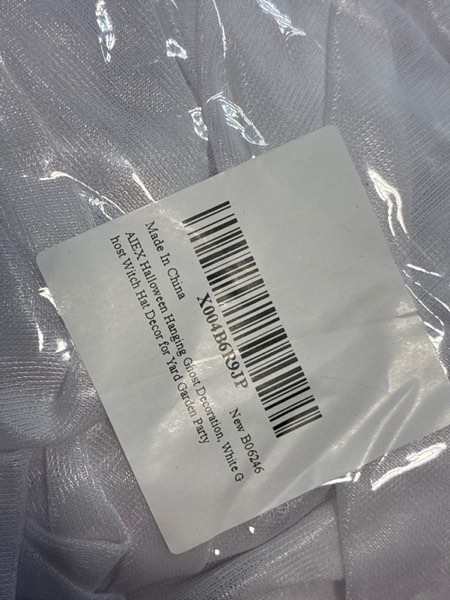 X004B6R9JP
New B06246
AIEX Halloween Hanging Ghost Decoration, White G
host Witch Hat Decor for Yard Garden Party
Made In China